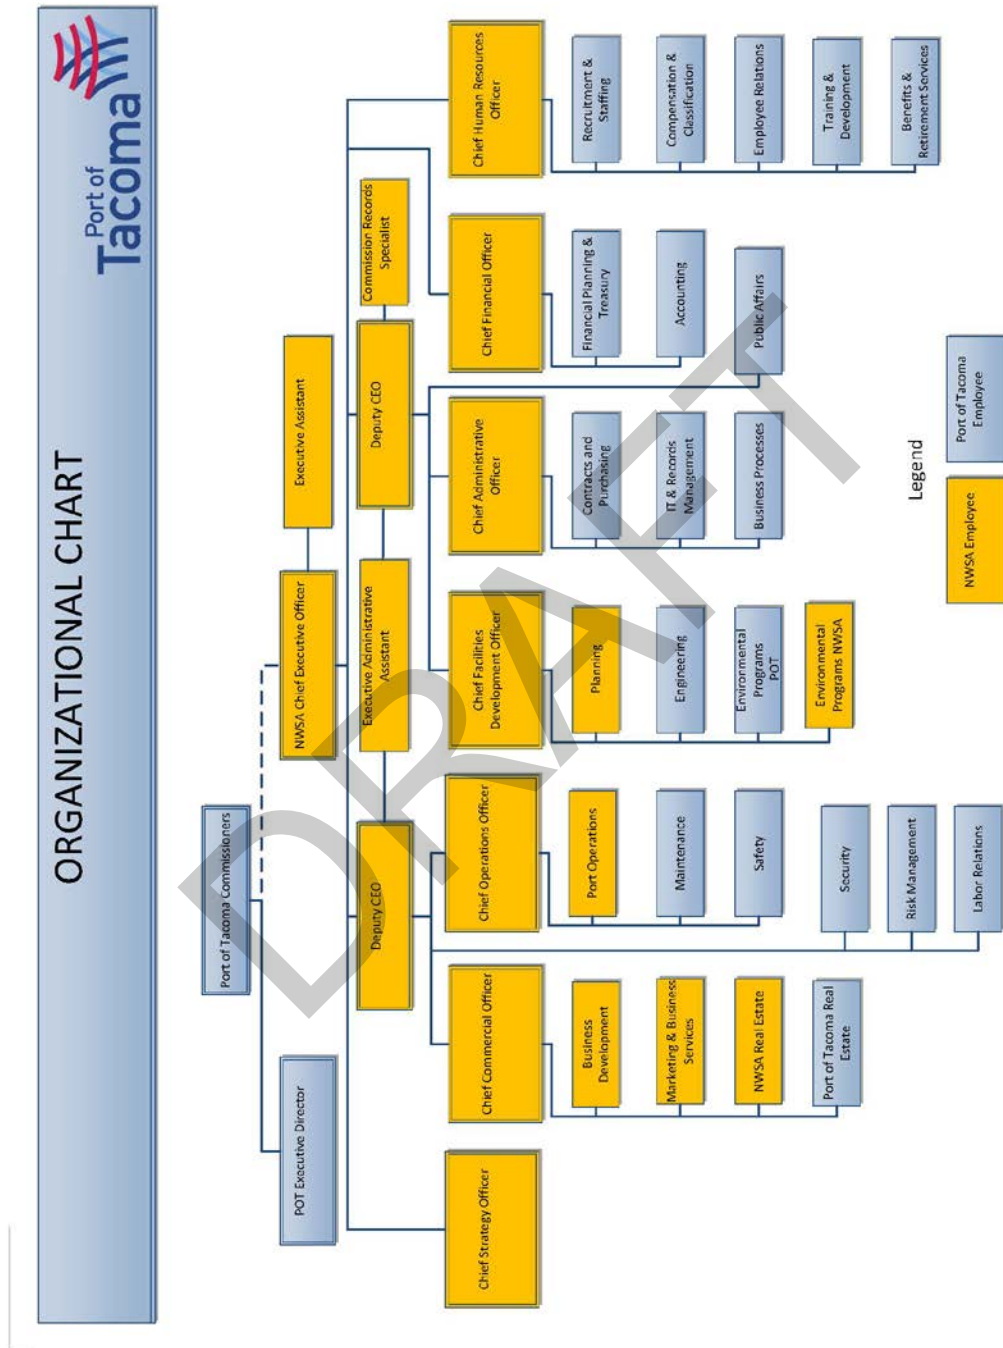 ORGANIZATIONAL CHART
Port of
Tacoma
Port of Tacoma Commissioners
POT Executive Director
NWSA Chief Executive Officer
Executive Assistant
Deputy CEO
Executive Administrative
Assistant
Deputy CEO
Commission Records
Specialist
Chief Strategy Officer
Chief Commercial Officer
Chief Operations Officer
Chief Facilities
Development Officer
Chief Administrative
Officer
Chief Financial Officer
Chief Human Resources
Officer
Business
Development
Marketing & Business
Services
NWSA Real Estate
Port of Tacoma Real
Estate
Port Operations
Maintenance
Safety
Security
Risk Management
Labor Relations
Planning
Engineering
Environmental
Programs
POT
Environmental
Programs NWSA
Contracts and
Purchasing
IT & Records
Management
Business Processes
Financial Planning &
Treasury
Accounting
Public Affairs
Recruitment &
Staffing
Compensation &
Classification
Employee Relations
Training &
Development
Benefits &
Retirement Services
Legend
NWSA Employee
Port of Tacoma
Employee
DRAFT